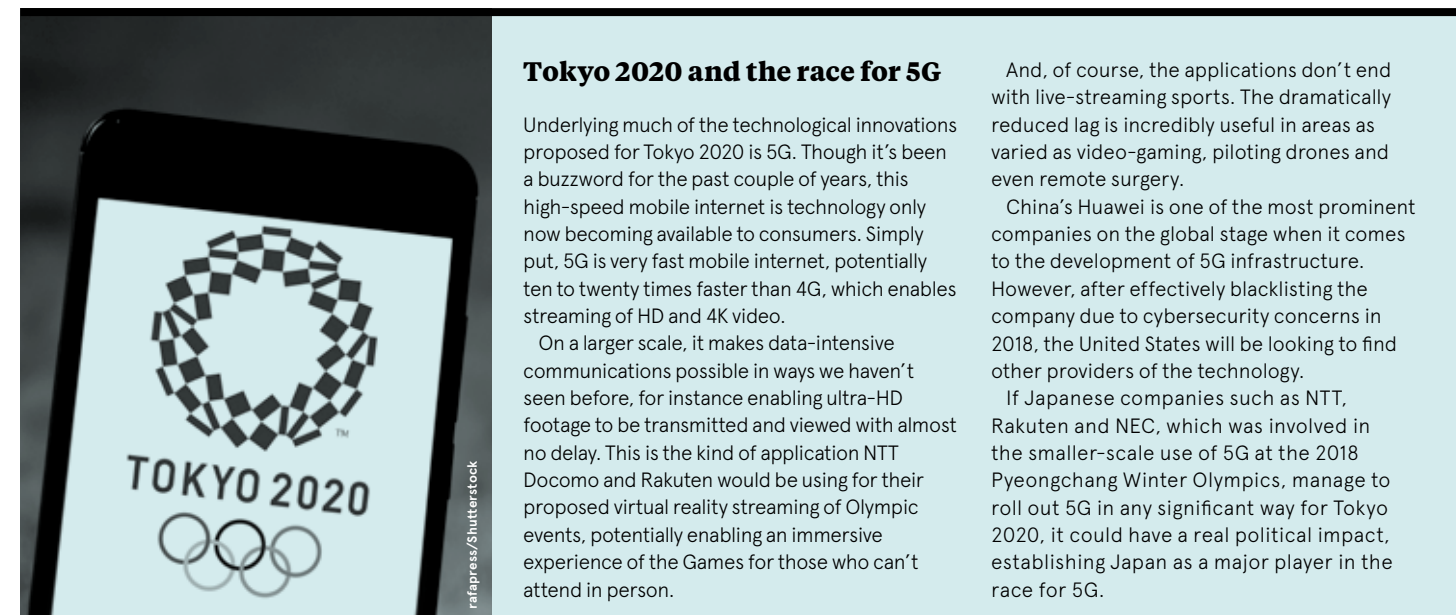 TOKYO 2020
TM
rafapress/Shutterstock
Tokyo 2020 and the race for 5G
Underlying much of the technological innovations
proposed for Tokyo 2020 is 5G. Though it’s been
a buzzword for the past couple of years, this
high-speed mobile internet is technology only
now becoming available to consumers. Simply
put, 5G is very fast mobile internet, potentially
ten to twenty times faster than 4G, which enables
streaming of HD and 4K video.
On a larger scale, it makes data-intensive
communications possible in ways we haven’t
seen before, for instance enabling ultra-HD
footage to be transmitted and viewed with almost
no delay. This is the kind of application NTT
Docomo and Rakuten would be using for their
proposed virtual reality streaming of Olympic
events, potentially enabling an immersive
experience of the Games for those who can’t
attend in person.
And, of course, the applications don’t end
with live-streaming sports. The dramatically
reduced lag is incredibly useful in areas as
varied as video-gaming, piloting drones and
even remote surgery.
China’s Huawei is one of the most prominent
companies on the global stage when it comes
to the development of 5G infrastructure.
However, after effectively blacklisting the
company due to cybersecurity concerns in
2018, the United States will be looking to find
other providers of the technology.
If Japanese companies such as NTT,
Rakuten and NEC, which was involved in
the smaller-scale use of 5G at the 2018
Pyeongchang Winter Olympics, manage to
roll out 5G in any significant way for Tokyo
2020, it could have a real political impact,
establishing Japan as a major player in the
race for 5G.